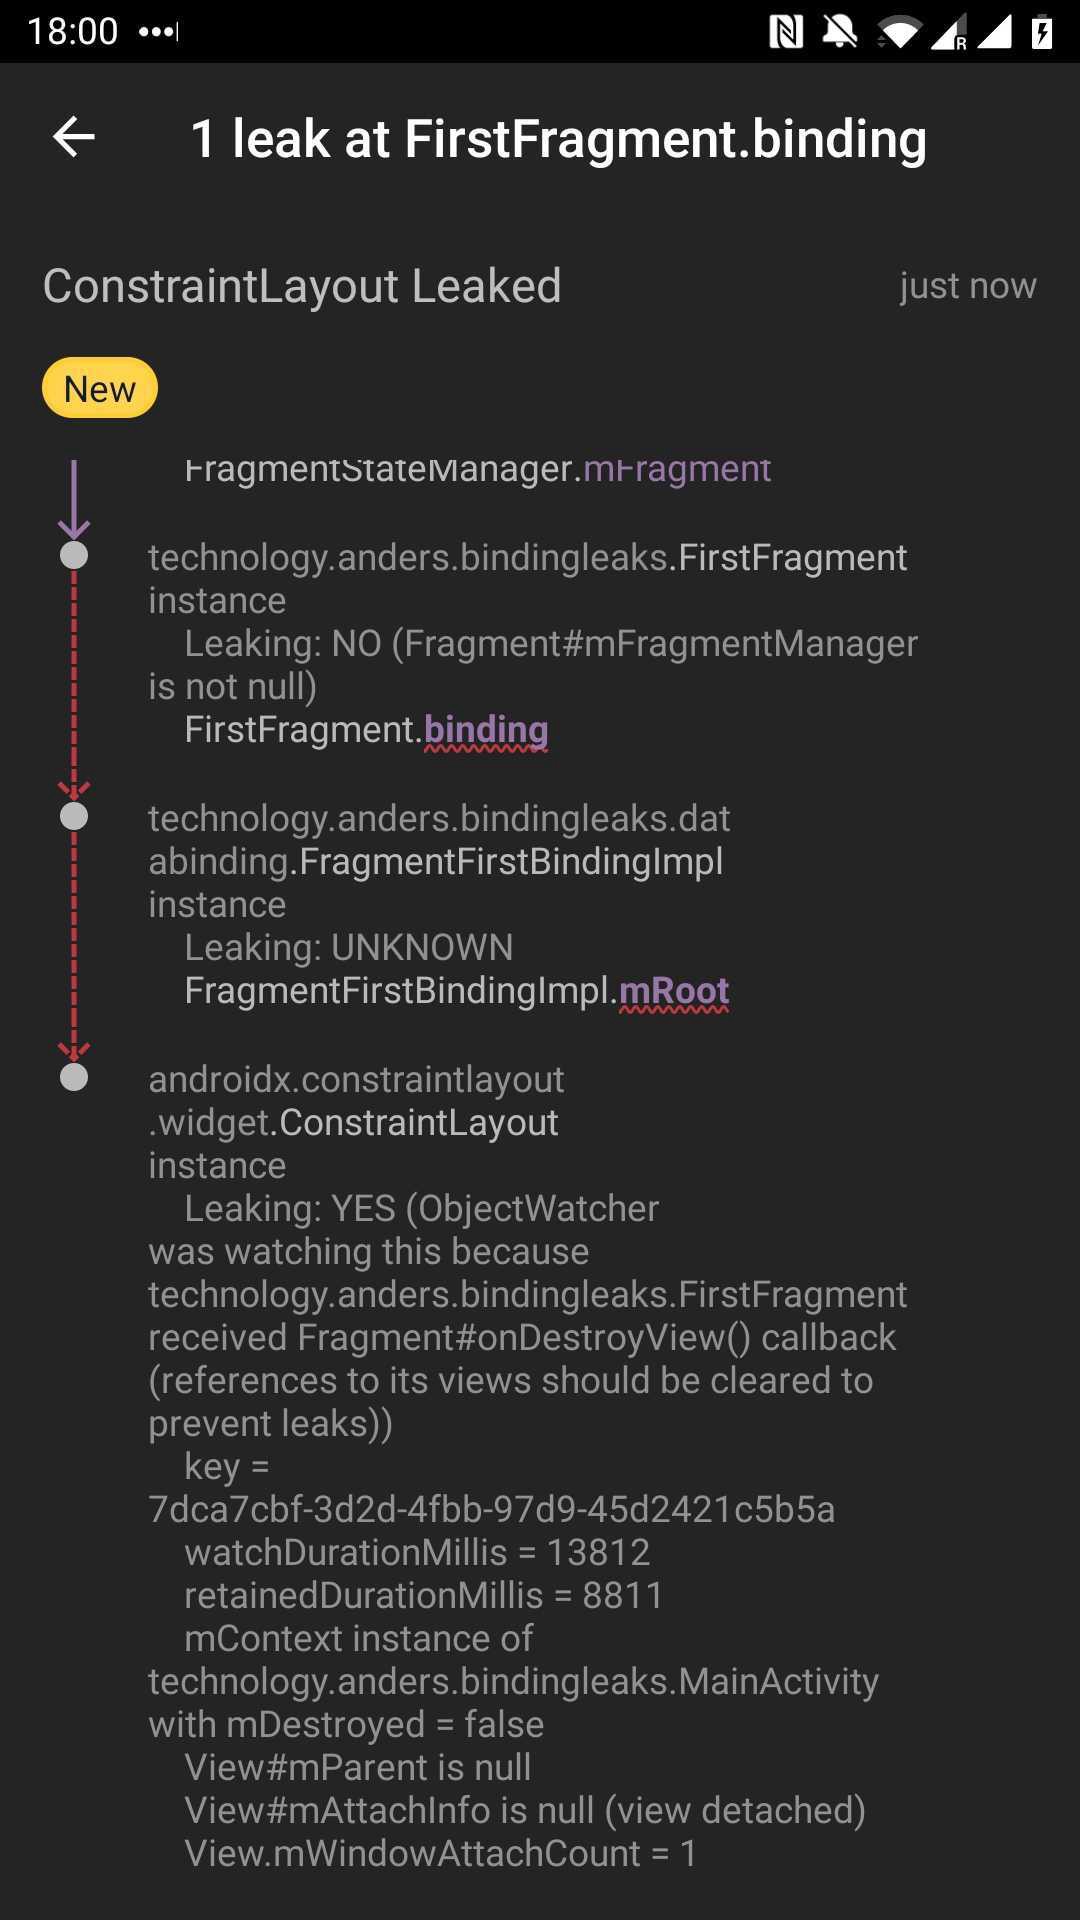 18:00
R
1 leak at FirstFragment.binding
ConstraintLayout Leaked
just now
New
FragmentStateManager.mFragment
technology.anders.bindingleaks.FirstFragment
instance
Leaking: NO (Fragment#mFragmentManager
is not null)
FirstFragment.binding
technology.anders.bindingleaks.dat
abinding.FragmentFirstBindingImpl
instance
Leaking: UNKNOWN
FragmentFirstBindingImpl.mRoot
androidx.constraintlayout
.widget.ConstraintLayout
instance
Leaking: YES (ObjectWatcher
was watching this because
technology.anders.bindingleaks.FirstFragment
received Fragment#onDestroyView() callback
(references to its views should be cleared to
prevent leaks))
key =
7dca7cbf-3d2d-4fbb-97d9-45d2421c5b5a
watchDurationMillis = 13812
retainedDurationMillis = 8811
mContext instance of
technology.anders.bindingleaks.MainActivity
with mDestroyed = false
View#mParent is null
View#mAttachInfo is null (view detached)
View.mWindowAttachCount = 1